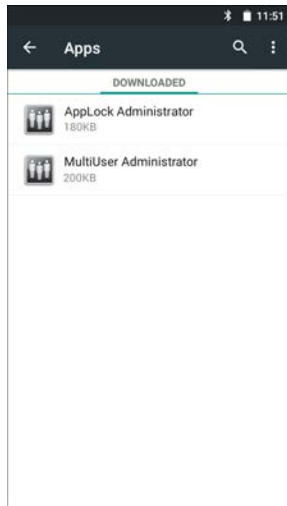 11:51
Apps
DOWNLOADED
AppLock Administrator
180KB
MultiUser Administrator
200KB